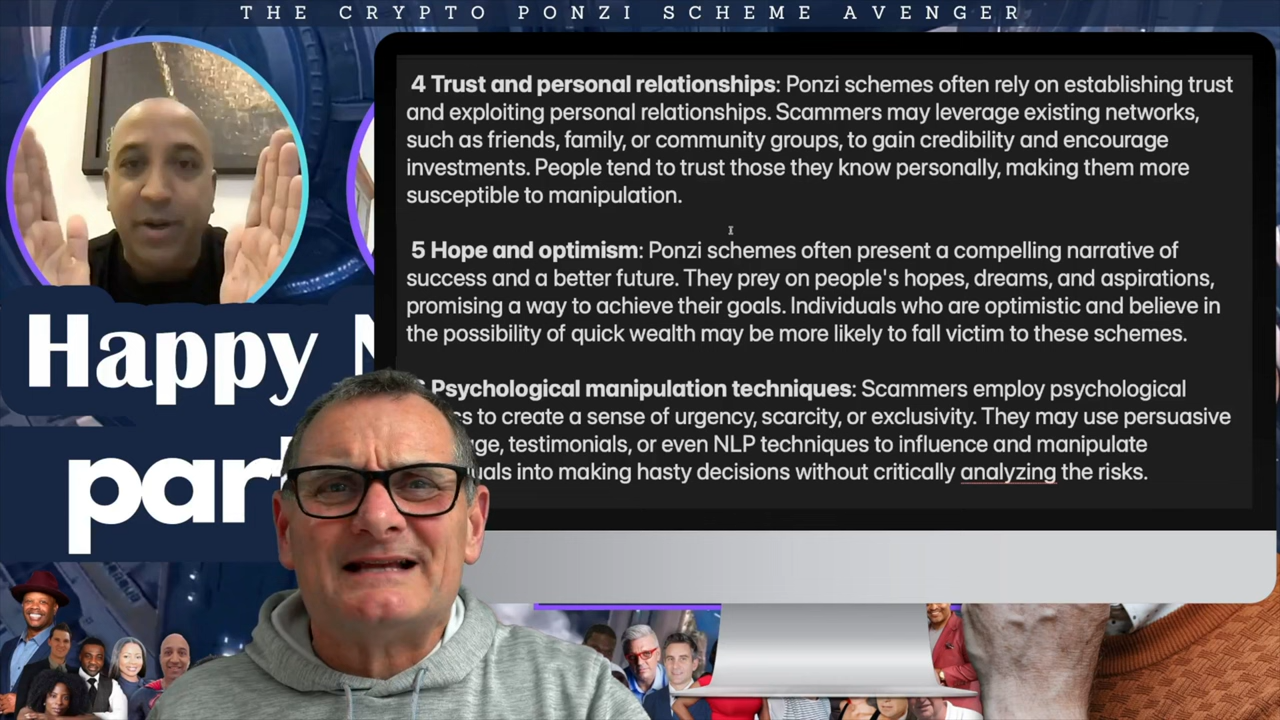 THE CRYPTO PONZI SCHEME AVENGER
4 Trust and personal relationships: Ponzi schemes often rely on establishing trust
and exploiting personal relationships. Scammers may leverage existing networks,
such as friends, family, or community groups, to gain credibility and encourage
investments. People tend to trust those they know personally, making them more
susceptible to manipulation.
5 Hope and optimism: Ponzi schemes often present a compelling narrative of
success and a better future. They prey on people's hopes, dreams, and aspirations,
promising a way to achieve their goals. Individuals who are optimistic and believe in
the possibility of quick wealth may be more likely to fall victim to these schemes.
Psychological manipulation techniques: Scammers employ psychological
to create a sense of urgency, scarcity, or exclusivity. They may use persuasive
testimonials, or even NLP techniques to influence and manipulate
into making hasty decisions without critically analyzing the risks.
Happy